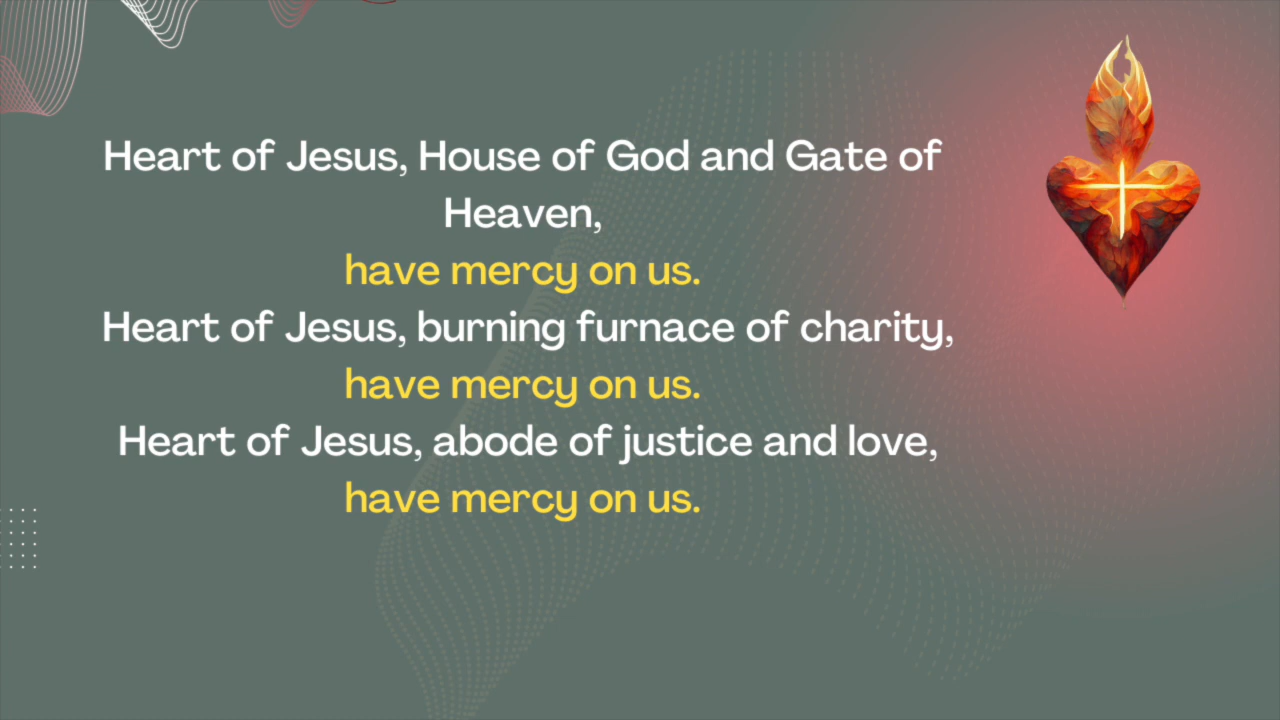 Heart of Jesus, House of God and Gate of
Heaven,
have mercy on us.
Heart of Jesus, burning furnace of charity,
have mercy on us.
Heart of Jesus, abode of justice and love,
have mercy on us.